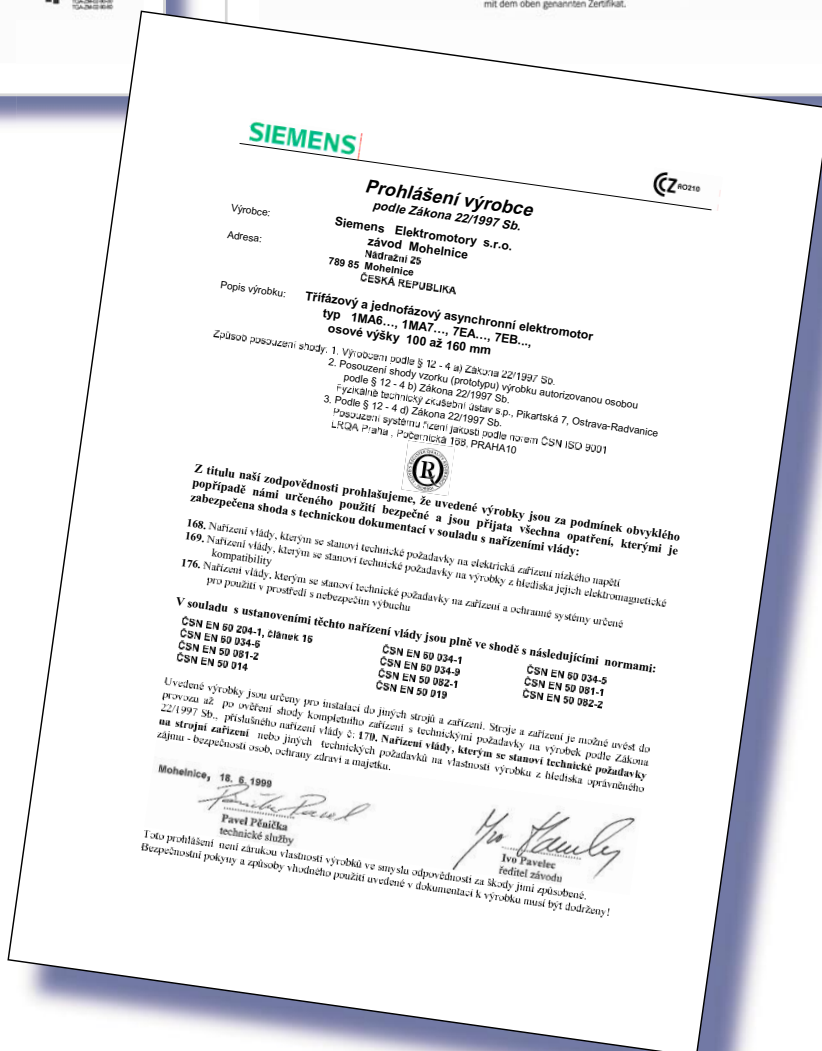 mit dem oben genannten Zertifikat.
SIEMENS
CZ RO210
Prohlášení výrobce
podle Zákona 22/1997 Sb.
Výrobce: Siemens Elektromotory s.r.o.
závod Mohelnice
Adresa: Nádražní 25
789 85 Mohelnice
ČESKÁ REPUBLIKA
Popis výrobku: Třífázový a jednofázový asynchronní elektromotor
typ 1MA6..., 1MA7..., 7EA..., 7EB...,
osové výšky 100 až 160 mm
Způsob posouzení shody: 1. Výrobcem podle § 12 - 4 a) Zákona 22/1997 Sb.
2. Posouzení shody vzorku (prototypu) výrobku autorizovanou osobou
podle § 12 - 4 b) Zákona 22/1997 Sb.
Fyzikálně technický zkušební ústav s.p., Pikartská 7, Ostrava-Radvanice
3. Podle § 12 - 4 d) Zákona 22/1997 Sb.
Posouzení systému řízení jakosti podle norem ČSN ISO 9001
LRQA Praha , Počernická 168, PRAHA10
Z titulu naší zodpovědnosti prohlašujeme, že uvedené výrobky jsou za podmínek obvyklého
popřípadě námi určeného použití bezpečné a jsou přijata všechna opatření, kterými je
zabezpečena shoda s technickou dokumentací v souladu s nařízeními vlády:
168. Nařízení vlády, kterým se stanoví technické požadavky na elektrická zařízení nízkého napětí
169. Nařízení vlády, kterým se stanoví technické požadavky na výrobky z hlediska jejich elektromagnetické
kompatibility
176. Nařízení vlády, kterým se stanoví technické požadavky na zařízení a ochranné systémy určené
pro použití v prostředí s nebezpečím výbuchu
V souladu s ustanoveními těchto nařízení vlády jsou plně ve shodě s následujícími normami:
ČSN EN 60 204-1, článek 16 ČSN EN 60 034-1 ČSN EN 60 034-5
ČSN EN 60 034-6 ČSN EN 60 034-9 ČSN EN 50 081-1
ČSN EN 50 081-2 ČSN EN 50 082-1 ČSN EN 50 082-2
ČSN EN 50 014 ČSN EN 50 019
Uvedené výrobky jsou určeny pro instalaci do jiných strojů a zařízení. Stroje a zařízení je možné uvést do
provozu až po ověření shody kompletního zařízení s technickými požadavky na výrobek podle Zákona
22/1997 Sb., příslušného nařízení vlády č. 170. Nařízení vlády, kterým se stanoví technické požadavky
na strojní zařízení nebo jiných technických požadavků na vlastnosti výrobku z hlediska oprávněného
zájmu - bezpečnosti osob, ochrany zdraví a majetku.
Mohelnice, 18. 6. 1999
Pavel Pěnička
technické služby
Ivo Pavelec
ředitel závodu
Toto prohlášení není zárukou vlastností výrobků ve smyslu odpovědnosti za škody jimi způsobené.
Bezpečnostní pokyny a způsoby vhodného použití uvedené v dokumentaci k výrobku musí být dodrženy!